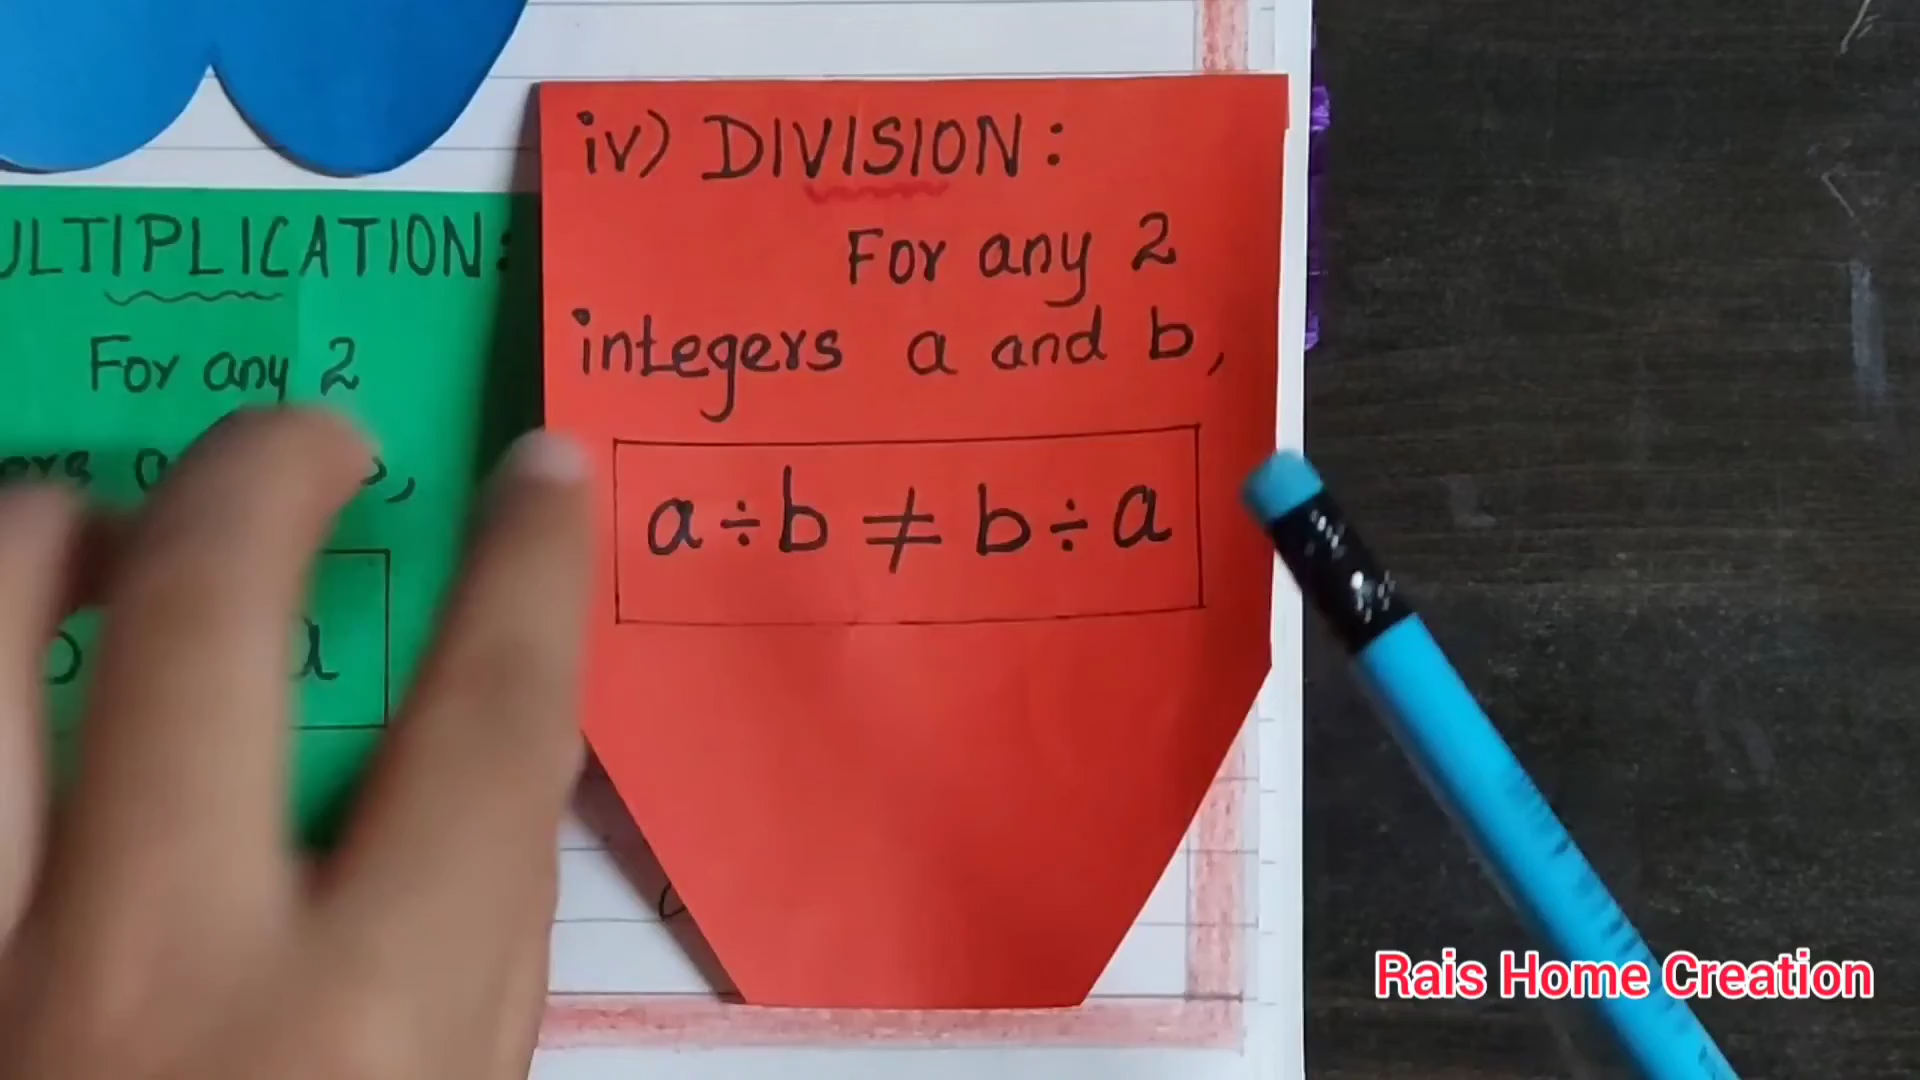 ULTIPLICATION:
For any 2
iv) DIVISION:
For any 2
integers a and b,
a÷b ≠ b÷a
Rais Home Creation